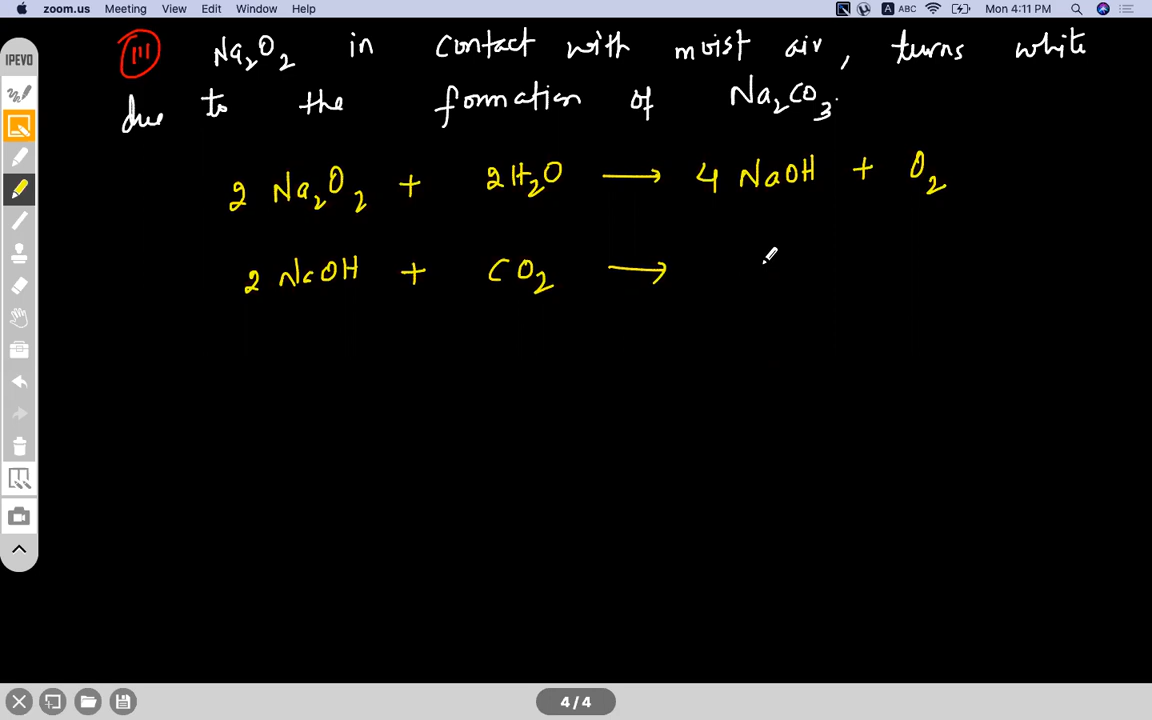 zoom.us Meeting View Edit Window Help A ABC Mon 4:11 PM
IPEVO
III Na₂O₂ in contact with moist air, turns white
due to the formation of Na₂CO₃.
2 Na₂O₂ + 2H₂O ⟶ 4 NaOH + O₂
2 NaOH + CO₂ ⟶
4 / 4